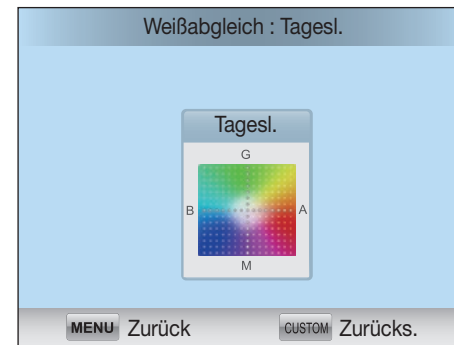 Weißabgleich : Tagesl.
Tagesl.
G
B A
M
MENU Zurück CUSTOM Zurücks.